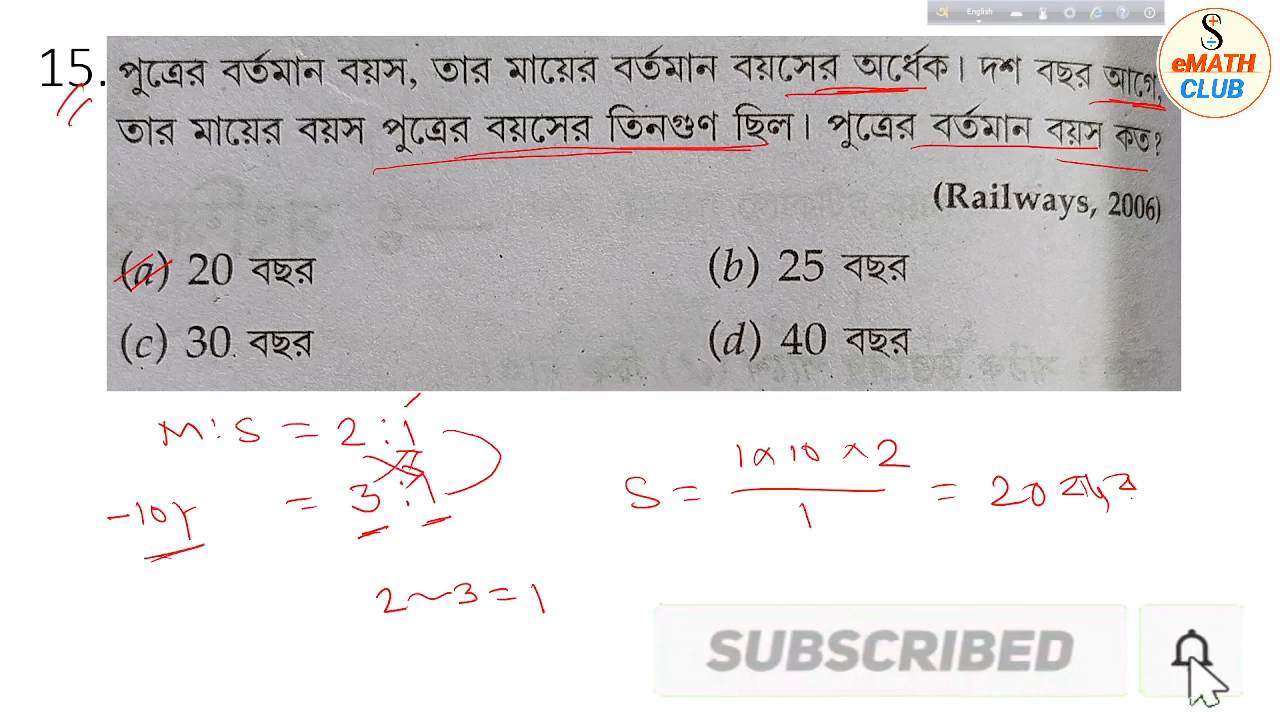 অ English
S
eMATH
CLUB
15. পুত্রের বর্তমান বয়স, তার মায়ের বর্তমান বয়সের অর্ধেক। দশ বছর আগে,
তার মায়ের বয়স পুত্রের বয়সের তিনগুণ ছিল। পুত্রের বর্তমান বয়স কত?
(Railways, 2006)
(a) 20 বছর (b) 25 বছর
(c) 30 বছর (d) 40 বছর
M:S = 2:1
-10y = 3:1
S = 1×10×2 / 1 = 20 বছর
2~3=1
SUBSCRIBED